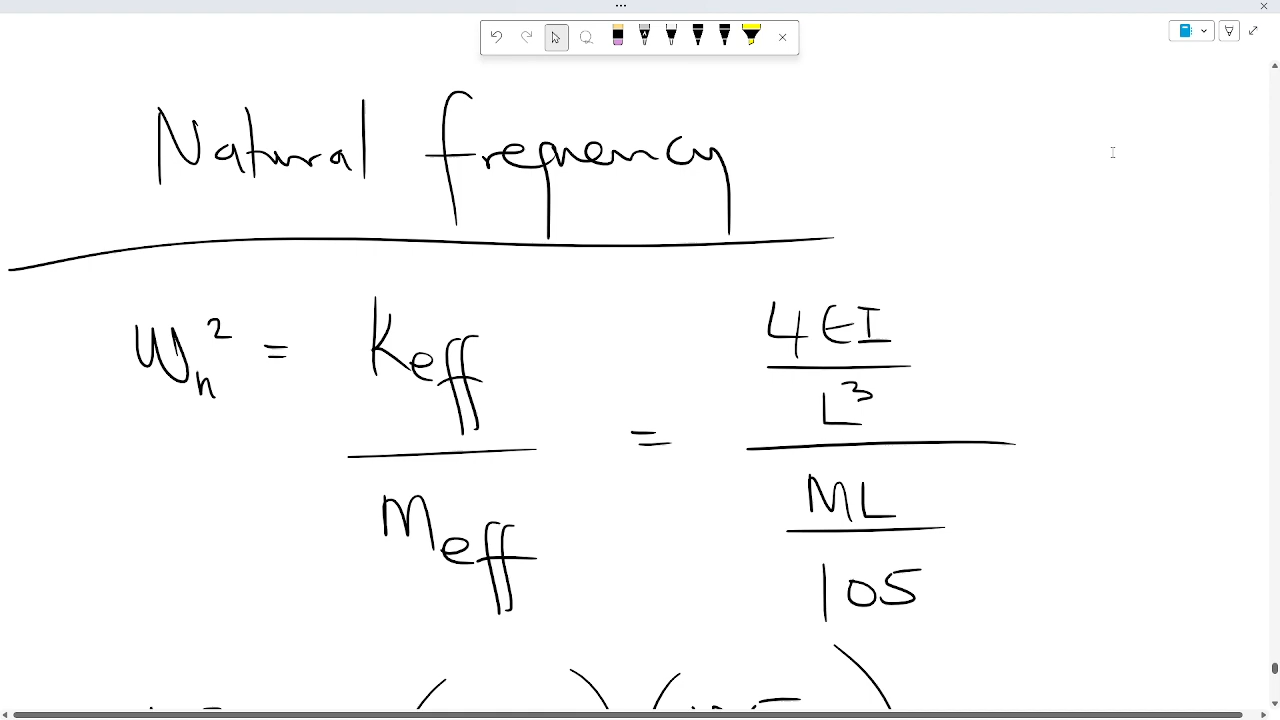 Natural frequency
ωn² = Keff / Meff = (4EI / L³) / (ML / 105)